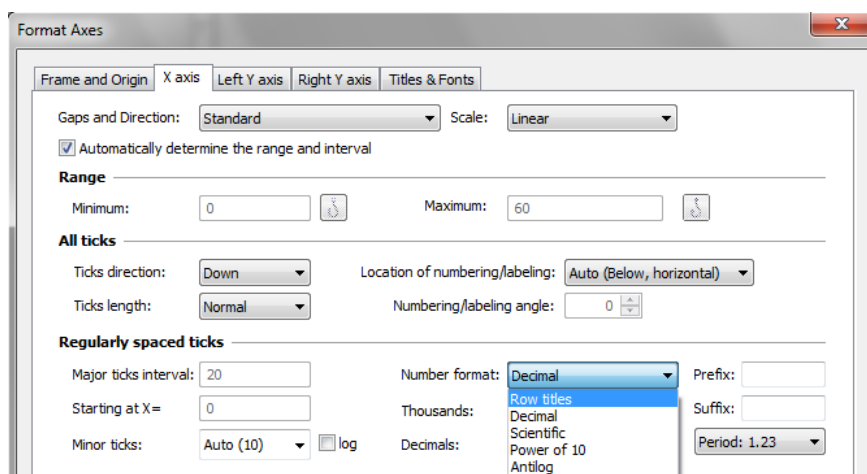 Format Axes
Frame and Origin X axis Left Y axis Right Y axis Titles & Fonts
Gaps and Direction: Standard Scale: Linear
Automatically determine the range and interval
Range
Minimum: 0 Maximum: 60
All ticks
Ticks direction: Down Location of numbering/labeling: Auto (Below, horizontal)
Ticks length: Normal Numbering/labeling angle: 0
Regularly spaced ticks
Major ticks interval: 20 Number format: Decimal Prefix:
Row titles
Starting at X= 0 Thousands: Decimal Suffix:
Scientific
Minor ticks: Auto (10) log Decimals: Power of 10 Period: 1.23
Antilog